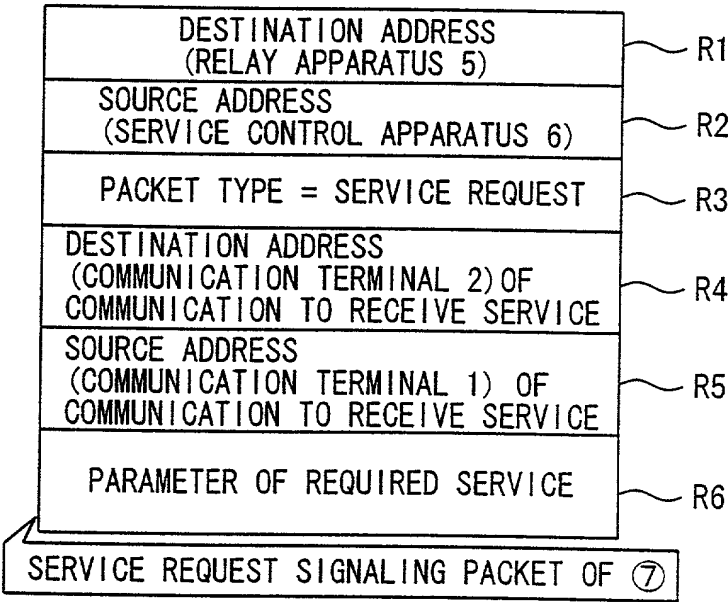 DESTINATION ADDRESS
(RELAY APPARATUS 5)
R1
SOURCE ADDRESS
(SERVICE CONTROL APPARATUS 6)
R2
PACKET TYPE = SERVICE REQUEST
R3
DESTINATION ADDRESS
(COMMUNICATION TERMINAL 2) OF
COMMUNICATION TO RECEIVE SERVICE
R4
SOURCE ADDRESS
(COMMUNICATION TERMINAL 1) OF
COMMUNICATION TO RECEIVE SERVICE
R5
PARAMETER OF REQUIRED SERVICE
R6
SERVICE REQUEST SIGNALING PACKET OF ⑦